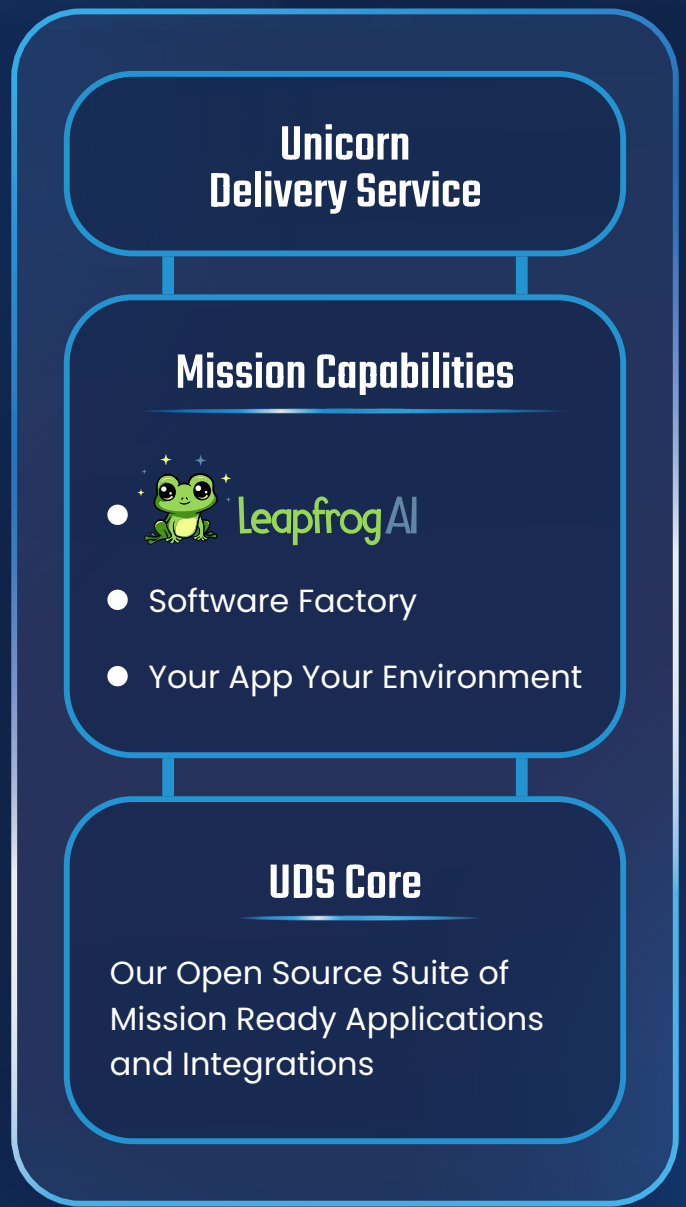 Unicorn
Delivery Service
Mission Capabilities
LeapfrogAI
Software Factory
Your App Your Environment
UDS Core
Our Open Source Suite of
Mission Ready Applications
and Integrations